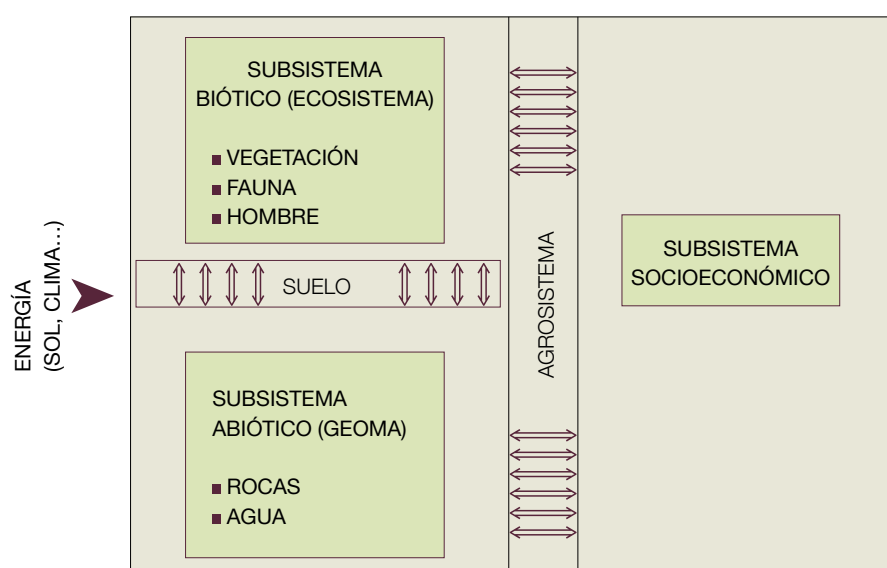 SUBSISTEMA
BIÓTICO (ECOSISTEMA)
■ VEGETACIÓN
■ FAUNA
■ HOMBRE
ENERGÍA
(SOL, CLIMA...)
SUELO
SUBSISTEMA
ABIÓTICO (GEOMA)
■ ROCAS
■ AGUA
AGROSISTEMA
SUBSISTEMA
SOCIOECONÓMICO